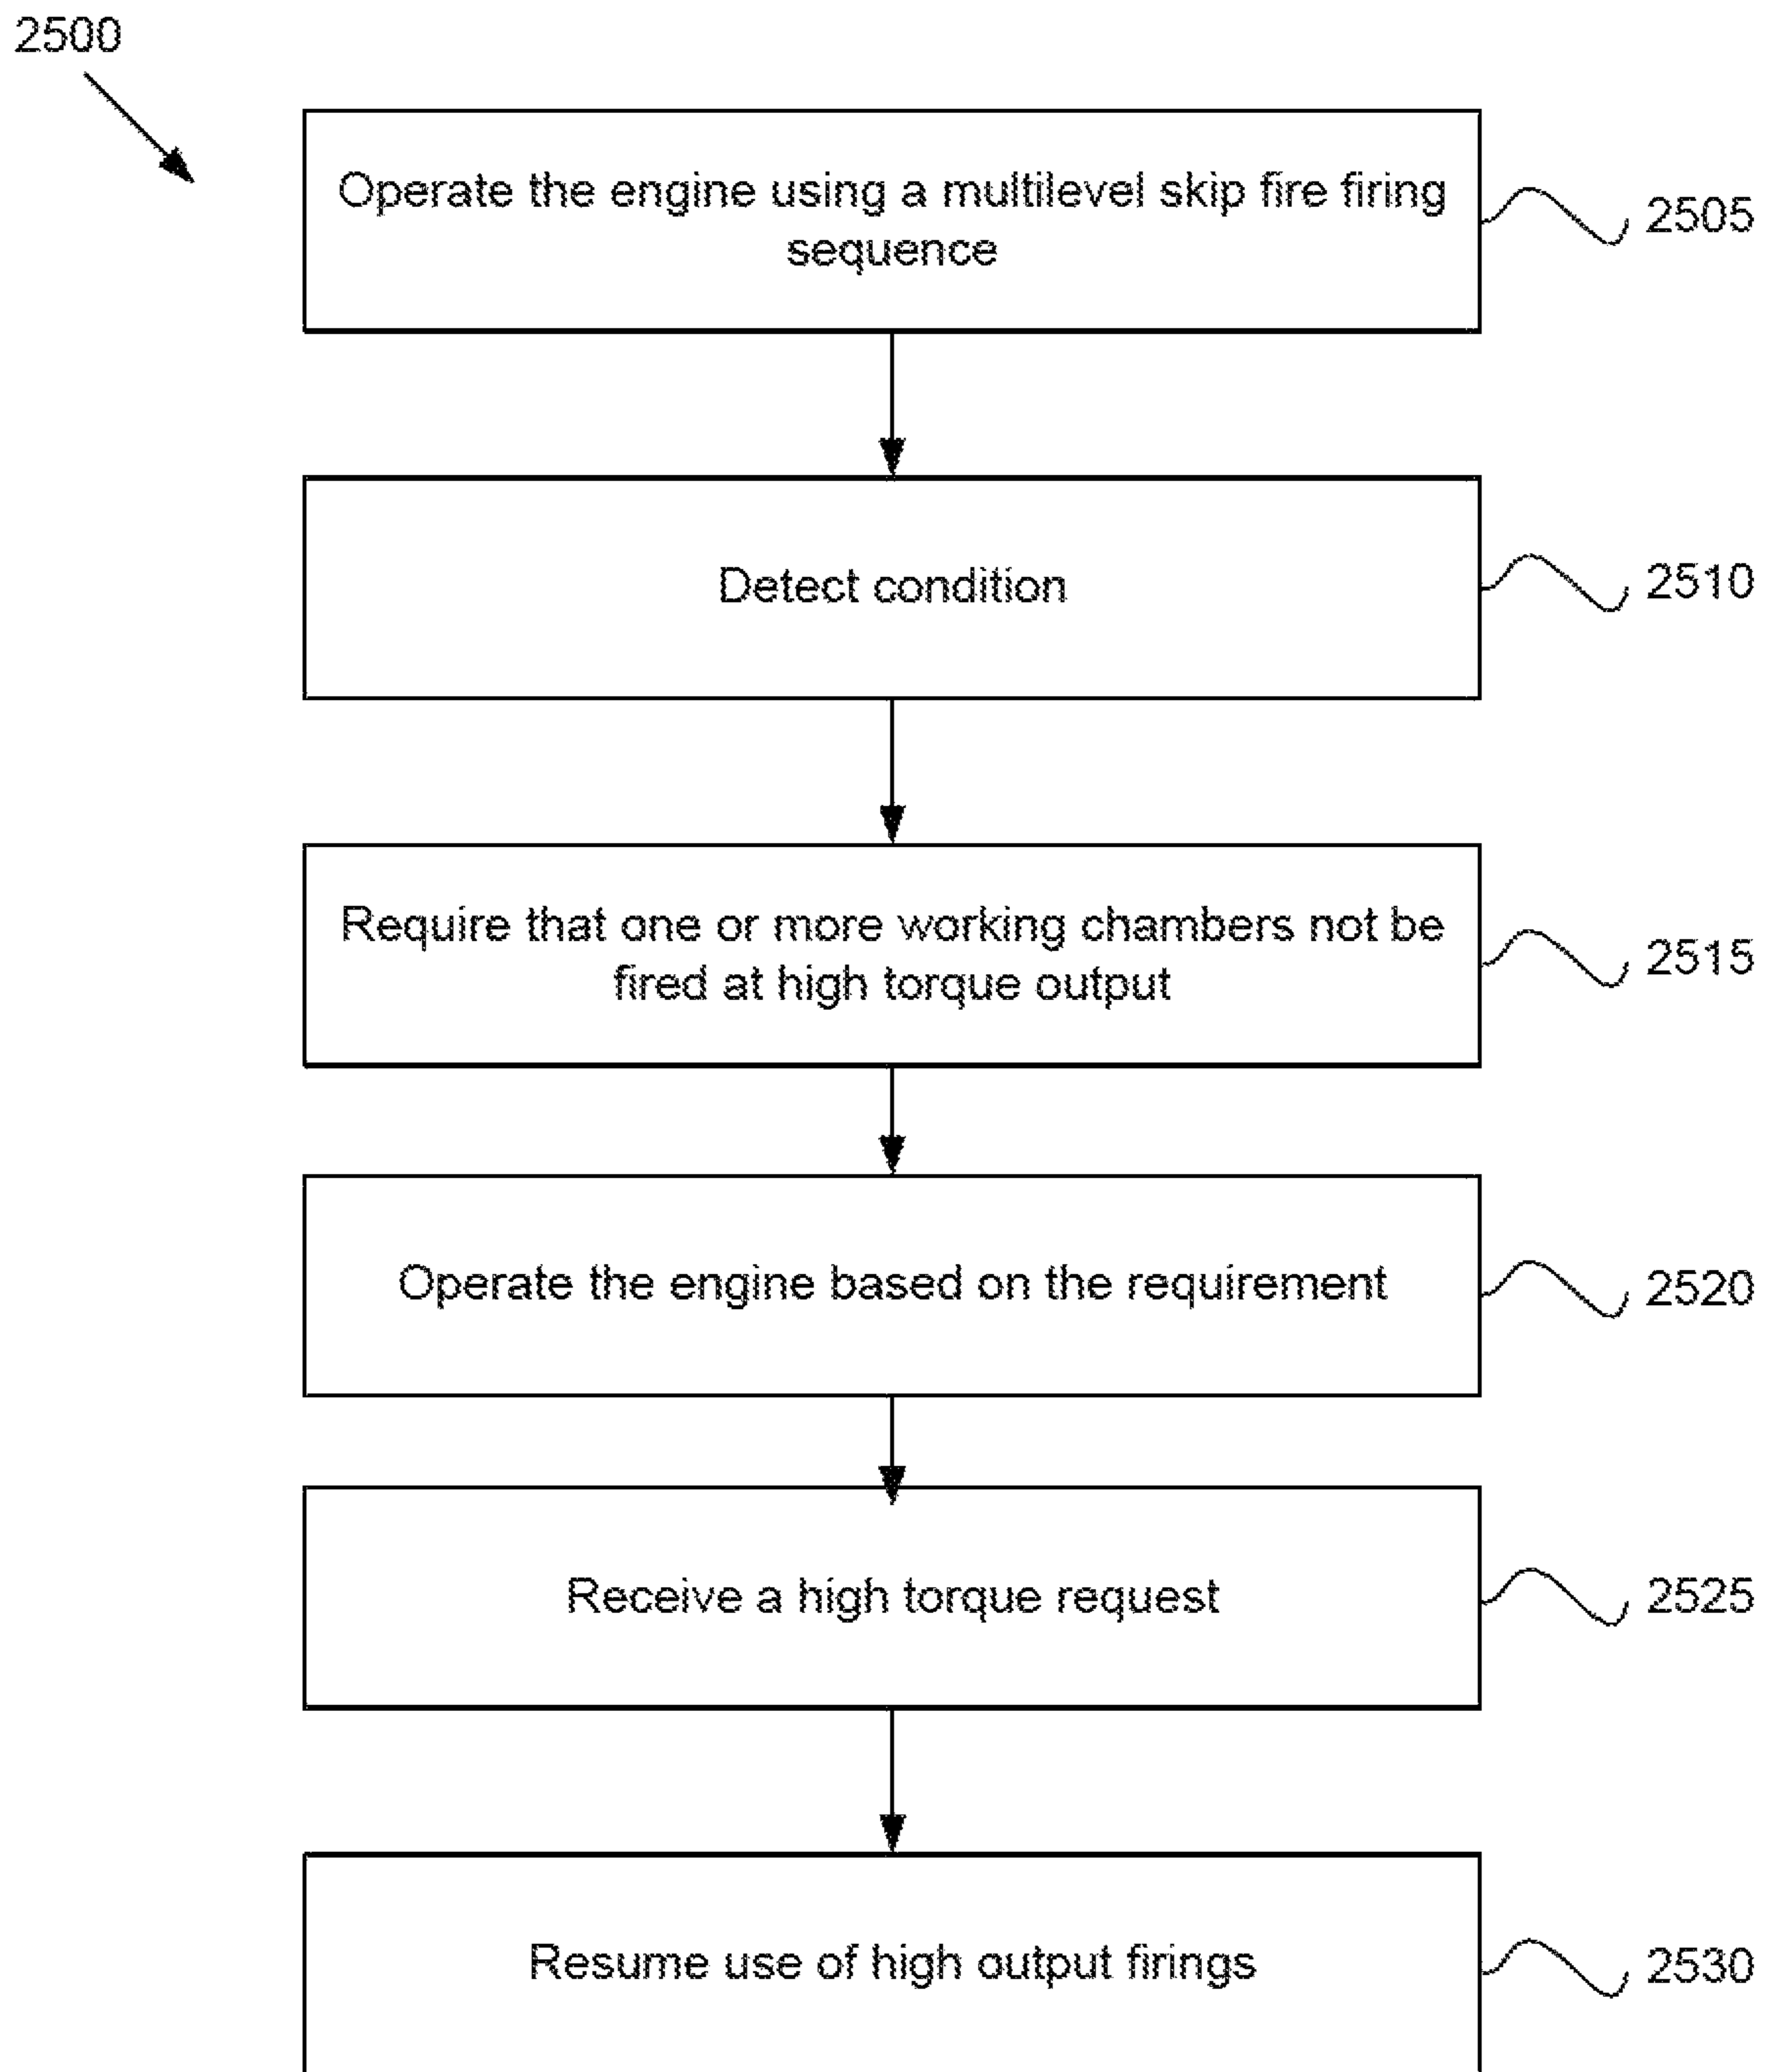 2500
Operate the engine using a multilevel skip fire firing
sequence
2505
Detect condition
2510
Require that one or more working chambers not be
fired at high torque output
2515
Operate the engine based on the requirement
2520
Receive a high torque request
2525
Resume use of high output firings
2530